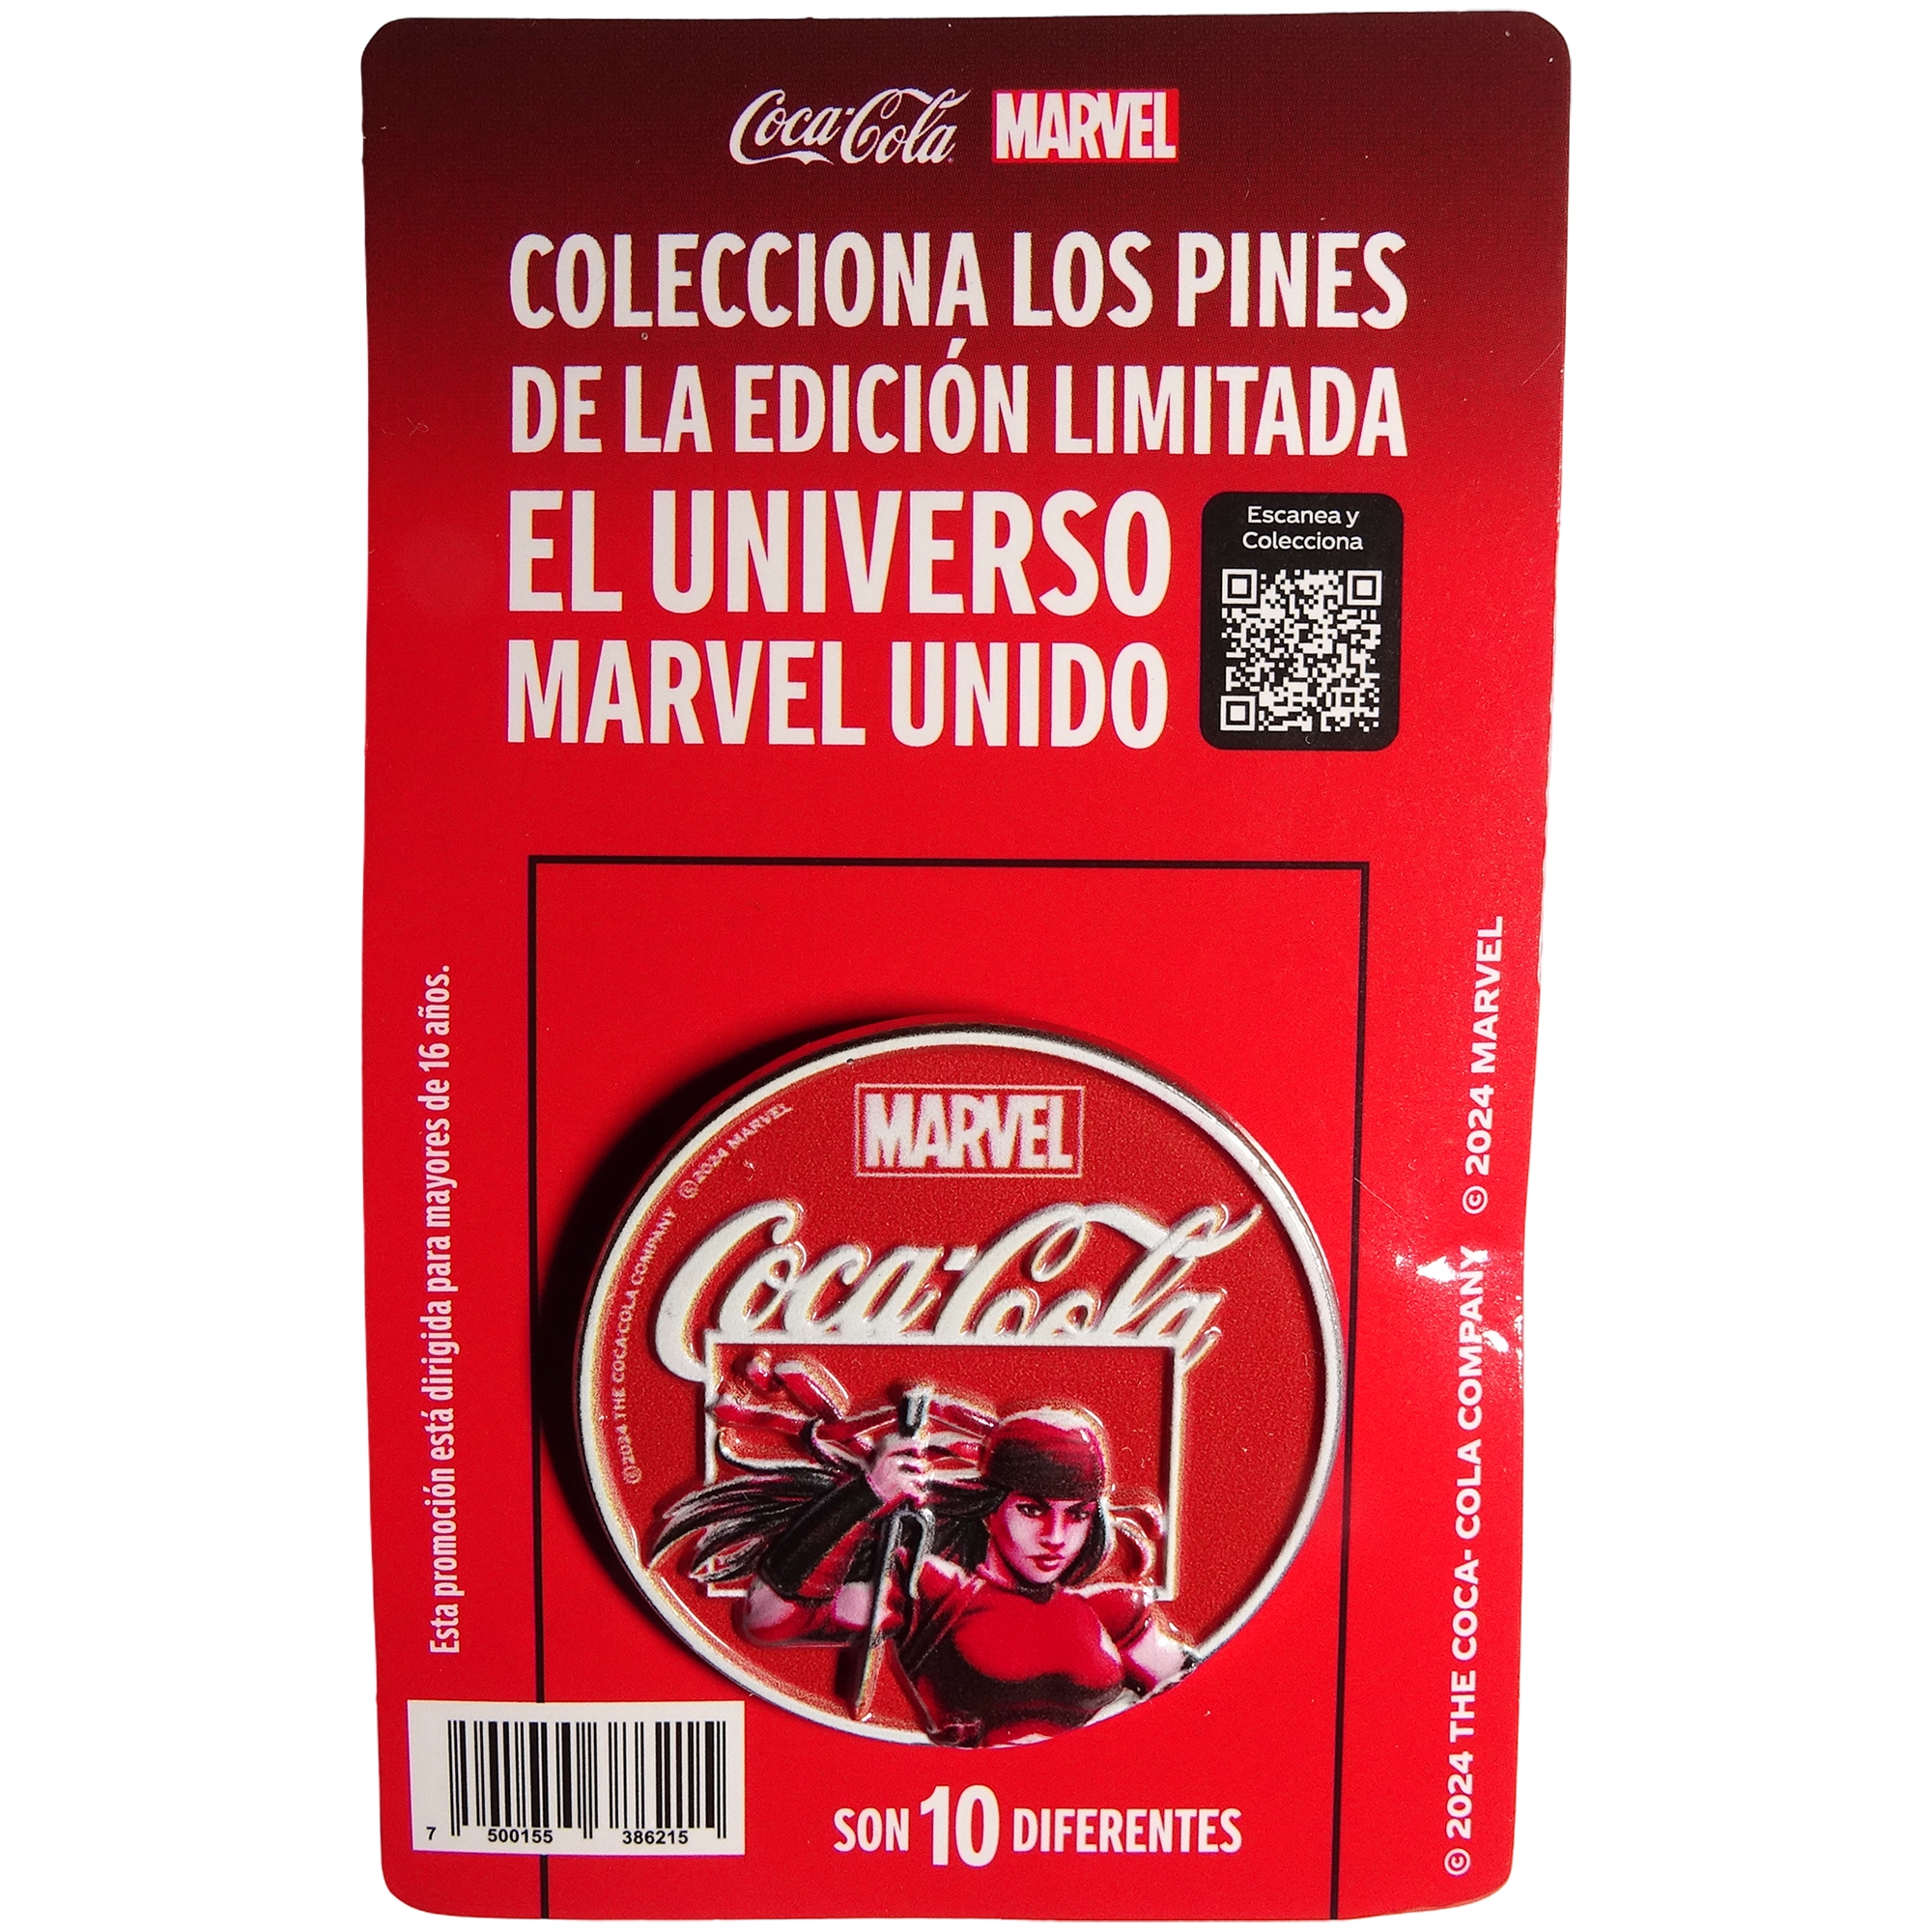 Coca-Cola MARVEL
COLECCIONA LOS PINES
DE LA EDICIÓN LIMITADA
EL UNIVERSO
MARVEL UNIDO
Escanea y
Colecciona
Esta promoción está dirigida para mayores de 16 años.
MARVEL
Coca-Cola
©2024 THE COCA-COLA COMPANY ©2024 MARVEL
© 2024 THE COCA- COLA COMPANY © 2024 MARVEL
7 500155 386215
SON 10 DIFERENTES